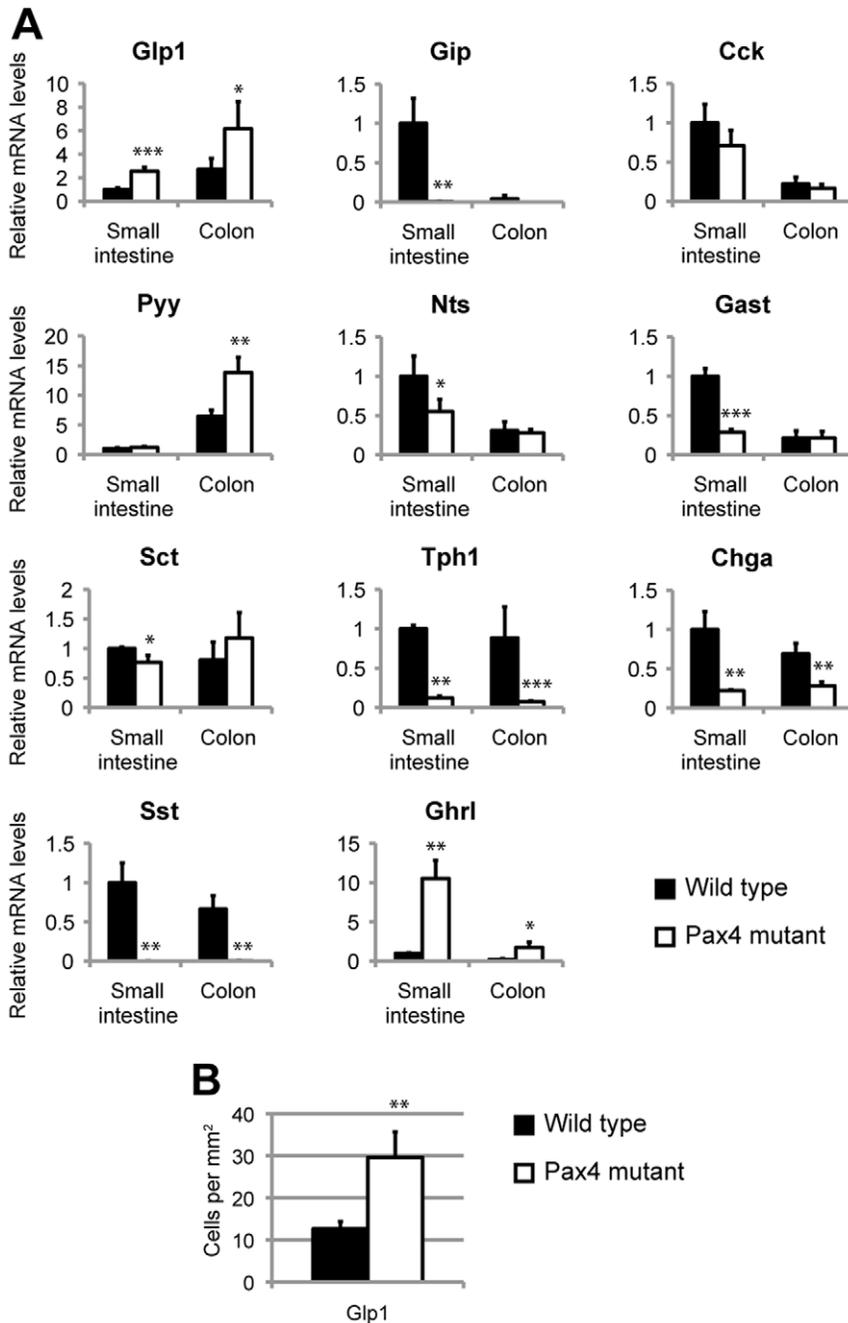 A
Glp1
Gip
Cck
Relative mRNA levels
10
8
6
4
2
0
***
*
Small intestine
Colon
1.5
1
0.5
0
**
Small intestine
Colon
1.5
1
0.5
0
Small intestine
Colon
Pyy
Nts
Gast
Relative mRNA levels
20
15
10
5
0
**
Small intestine
Colon
1.5
1
0.5
0
*
Small intestine
Colon
1.5
1
0.5
0
***
Small intestine
Colon
Sct
Tph1
Chga
Relative mRNA levels
2
1.5
1
0.5
0
*
Small intestine
Colon
1.5
1
0.5
0
**
***
Small intestine
Colon
1.5
1
0.5
0
**
**
Small intestine
Colon
Sst
Ghrl
Relative mRNA levels
1.5
1
0.5
0
**
**
Small intestine
Colon
15
10
5
0
**
*
Small intestine
Colon
Wild type
Pax4 mutant
B
Cells per mm²
40
30
20
10
0
**
Glp1
Wild type
Pax4 mutant